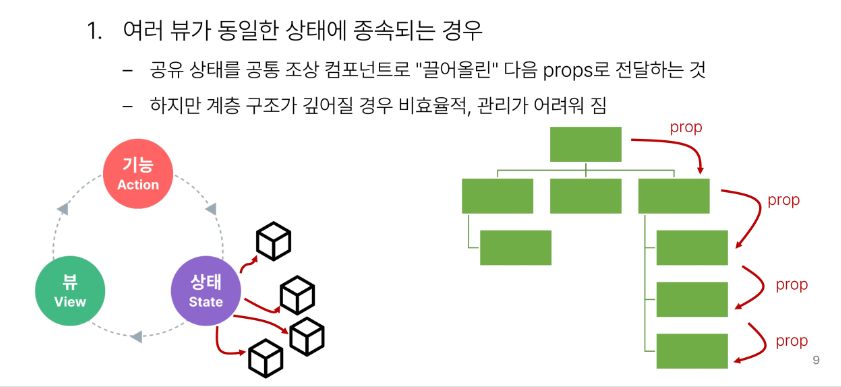 1. 여러 뷰가 동일한 상태에 종속되는 경우
– 공유 상태를 공통 조상 컴포넌트로 "끌어올린" 다음 props로 전달하는 것
– 하지만 계층 구조가 깊어질 경우 비효율적, 관리가 어려워 짐
기능
Action
뷰
View
상태
State
prop
prop
prop
prop
9